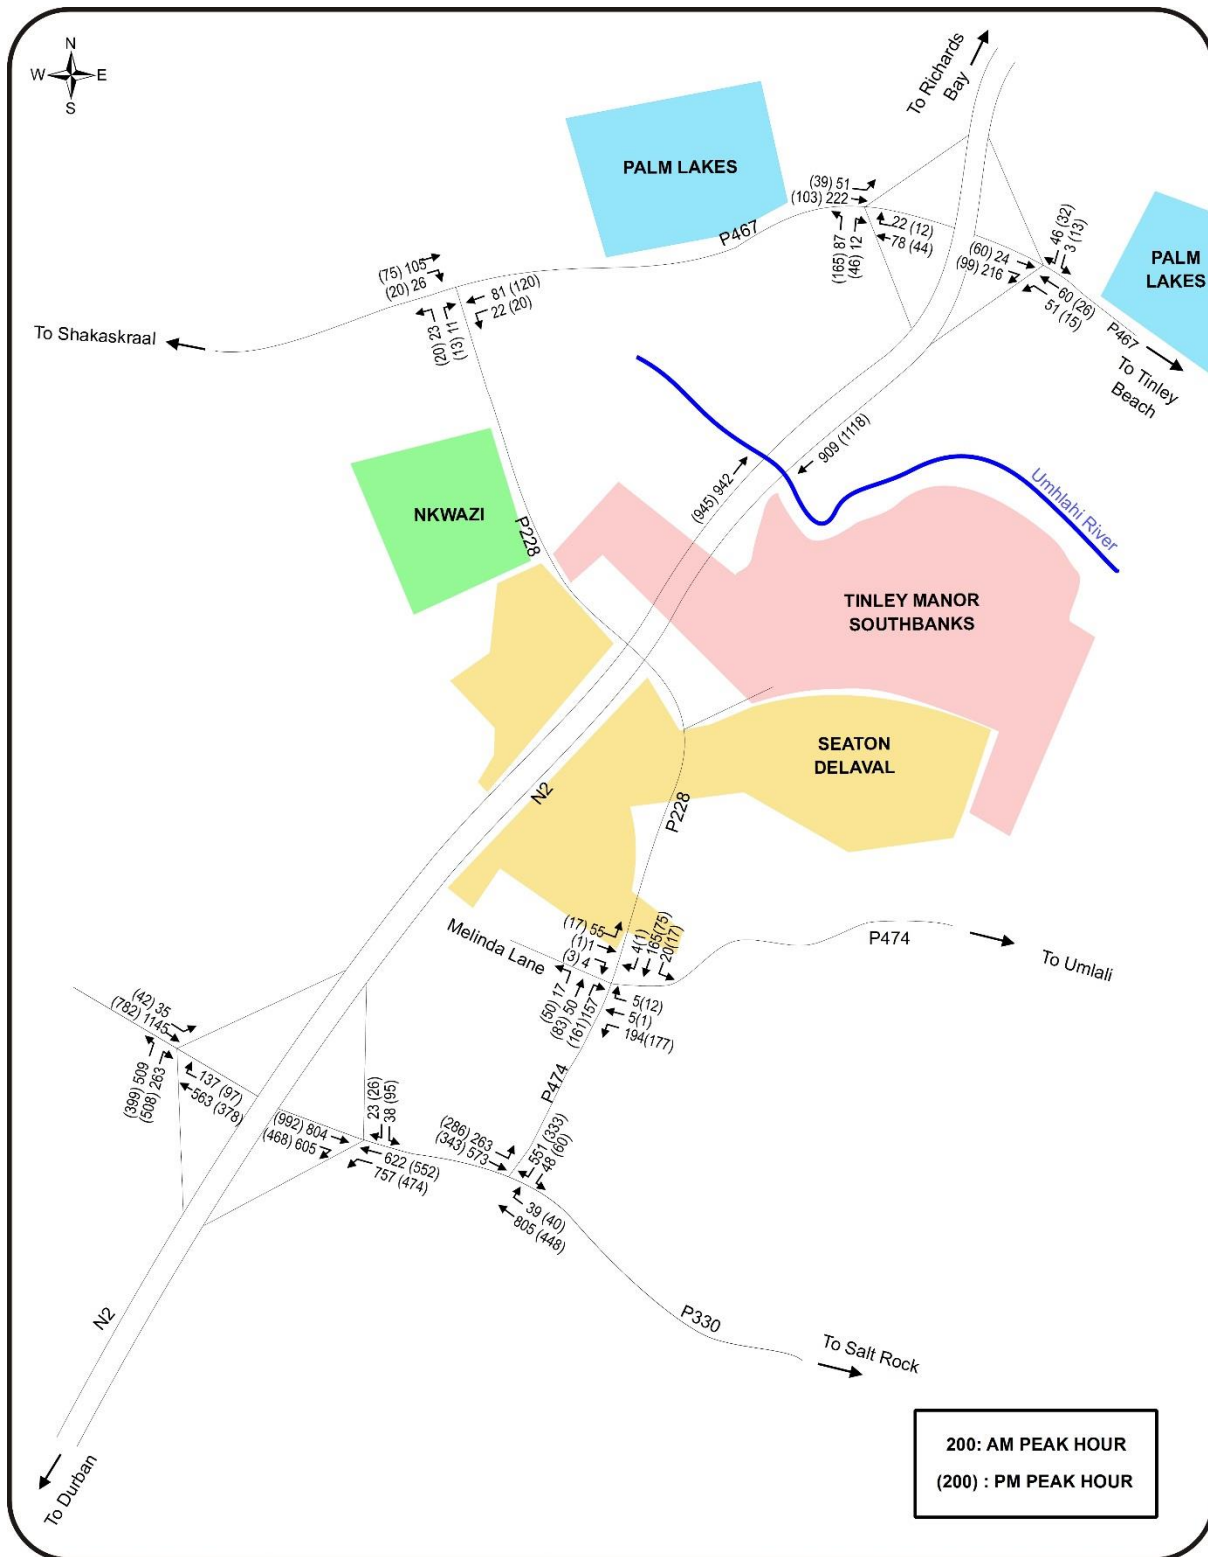 N
W E
S
To Richards
Bay
PALM LAKES
(39) 51
(103) 222
P467
(165) 87
(46) 12
22 (12)
78 (44)
(60) 24
(99) 216
46 (32)
3 (13)
60 (26)
51 (15)
PALM
LAKES
P467
To Tinley
Beach
(75) 105
(20) 26
81 (120)
22 (20)
(20) 23
(13) 11
To Shakaskraal
909 (1118)
(945) 942
NKWAZI
P228
Umhlahi River
TINLEY MANOR
SOUTHBANKS
SEATON
DELAVAL
N2
P228
Melinda Lane
(17) 55
(1)1
(3) 4
4(1)
165(75)
20(17)
P474
To Umlali
(50) 17
(83) 50
(161)157
5(12)
5(1)
194(177)
(42) 35
(782) 1145
(399) 509
(508) 263
137 (97)
563 (378)
23 (26)
38 (95)
(992) 804
(468) 605
622 (552)
757 (474)
P474
(286) 263
(343) 573
551 (333)
48 (60)
39 (40)
805 (448)
P330
To Salt Rock
N2
To Durban
200: AM PEAK HOUR
(200) : PM PEAK HOUR